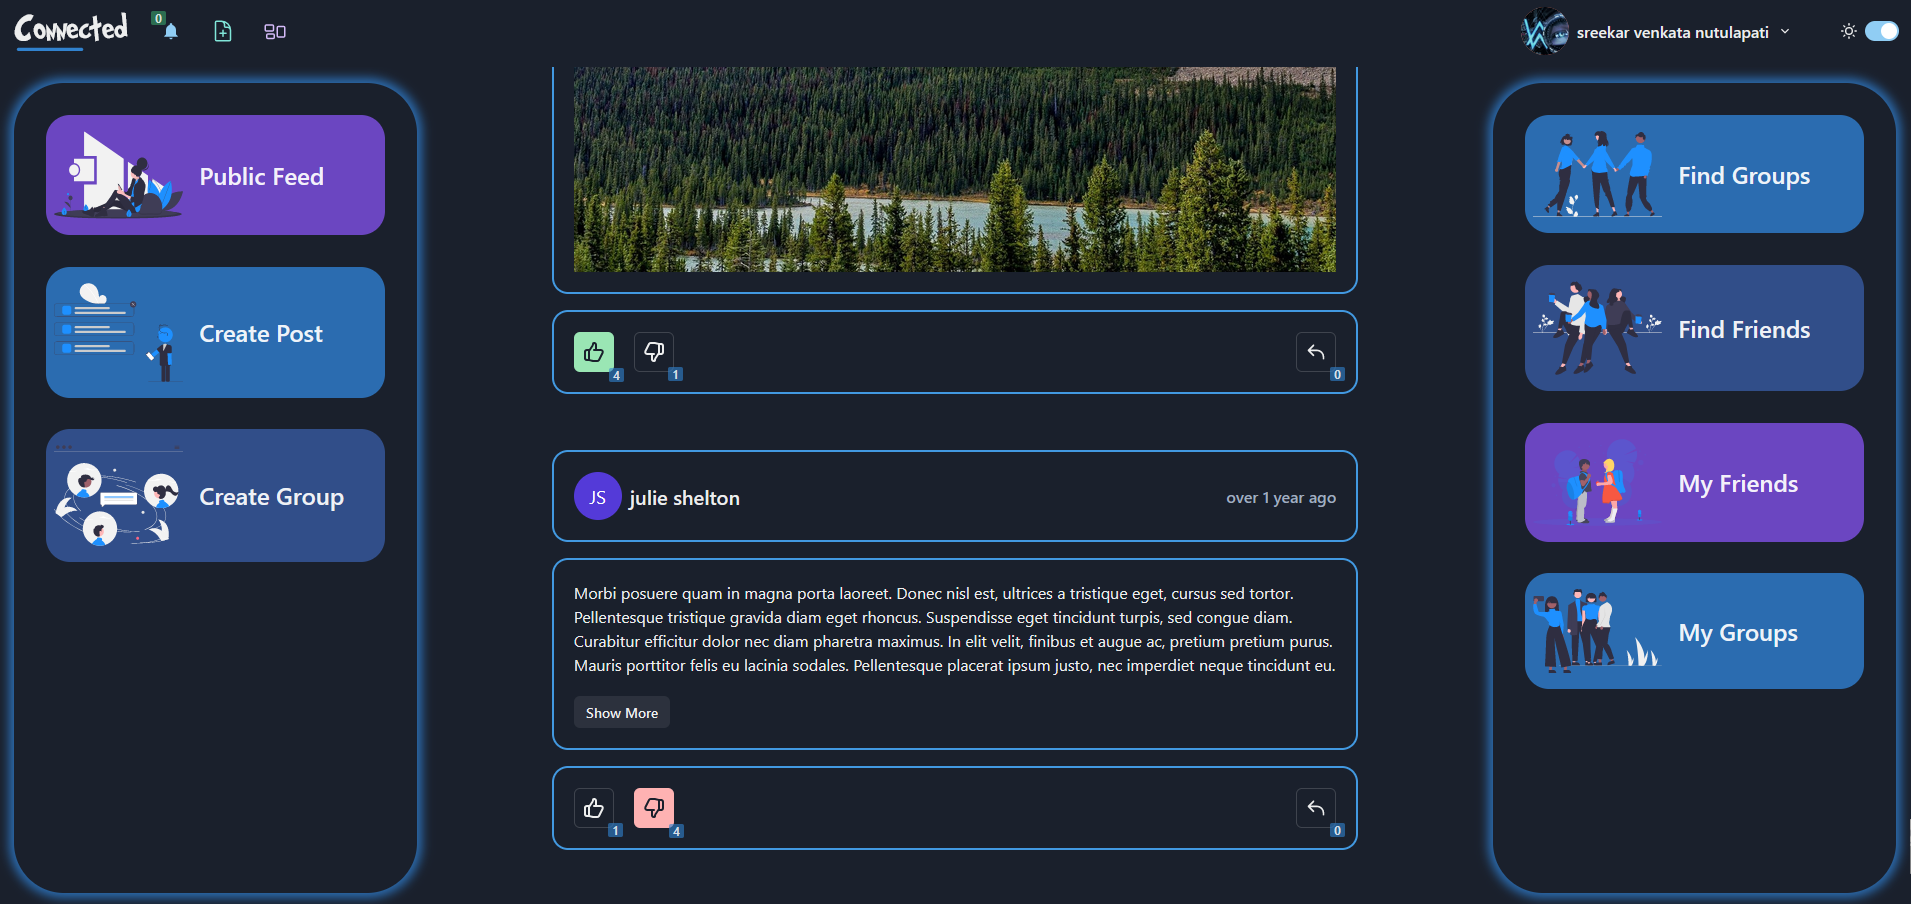 Connected
0
sreekar venkata nutulapati
Public Feed
Create Post
Create Group
4
1
0
JS
julie shelton
over 1 year ago
Morbi posuere quam in magna porta laoreet. Donec nisl est, ultrices a tristique eget, cursus sed tortor.
Pellentesque tristique gravida diam eget rhoncus. Suspendisse eget tincidunt turpis, sed congue diam.
Curabitur efficitur dolor nec diam pharetra maximus. In elit velit, finibus et augue ac, pretium pretium purus.
Mauris porttitor felis eu lacinia sodales. Pellentesque placerat ipsum justo, nec imperdiet neque tincidunt eu.
Show More
1
4
0
Find Groups
Find Friends
My Friends
My Groups